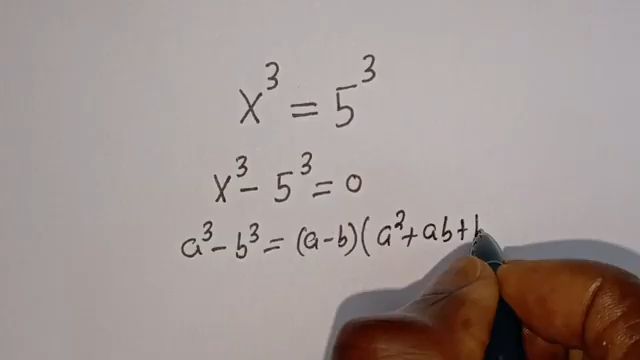 x³ = 5³
x³ - 5³ = 0
a³ - b³ = (a - b)(a² + ab + b